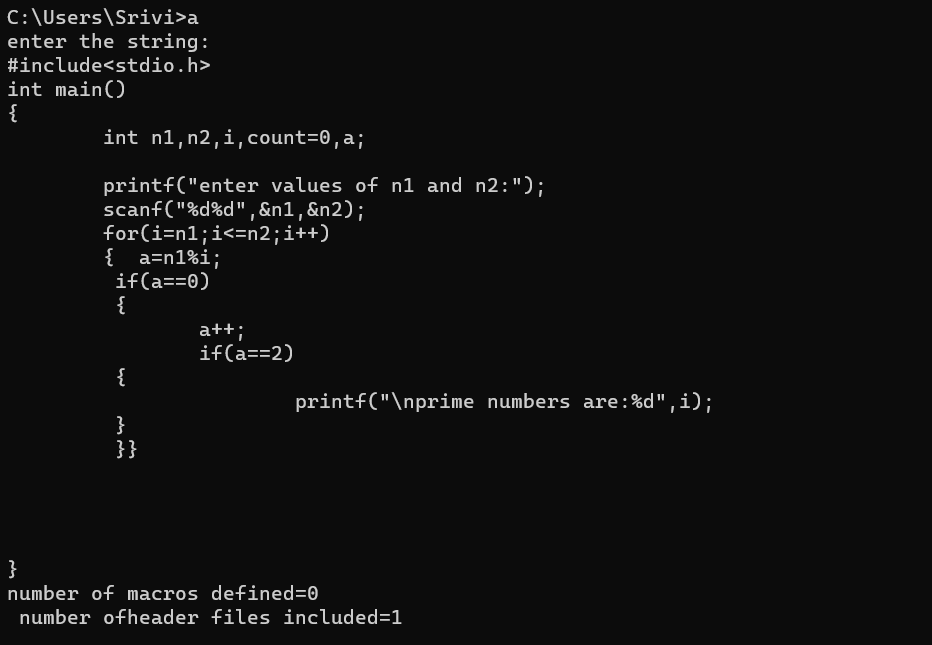 C:\Users\Srivi>a
enter the string:
#include<stdio.h>
int main()
{
        int n1,n2,i,count=0,a;

        printf("enter values of n1 and n2:");
        scanf("%d%d",&n1,&n2);
        for(i=n1;i<=n2;i++)
        {  a=n1%i;
         if(a==0)
         {
                a++;
                if(a==2)
         {
                        printf("\nprime numbers are:%d",i);
         }
         }}




}
number of macros defined=0
 number ofheader files included=1